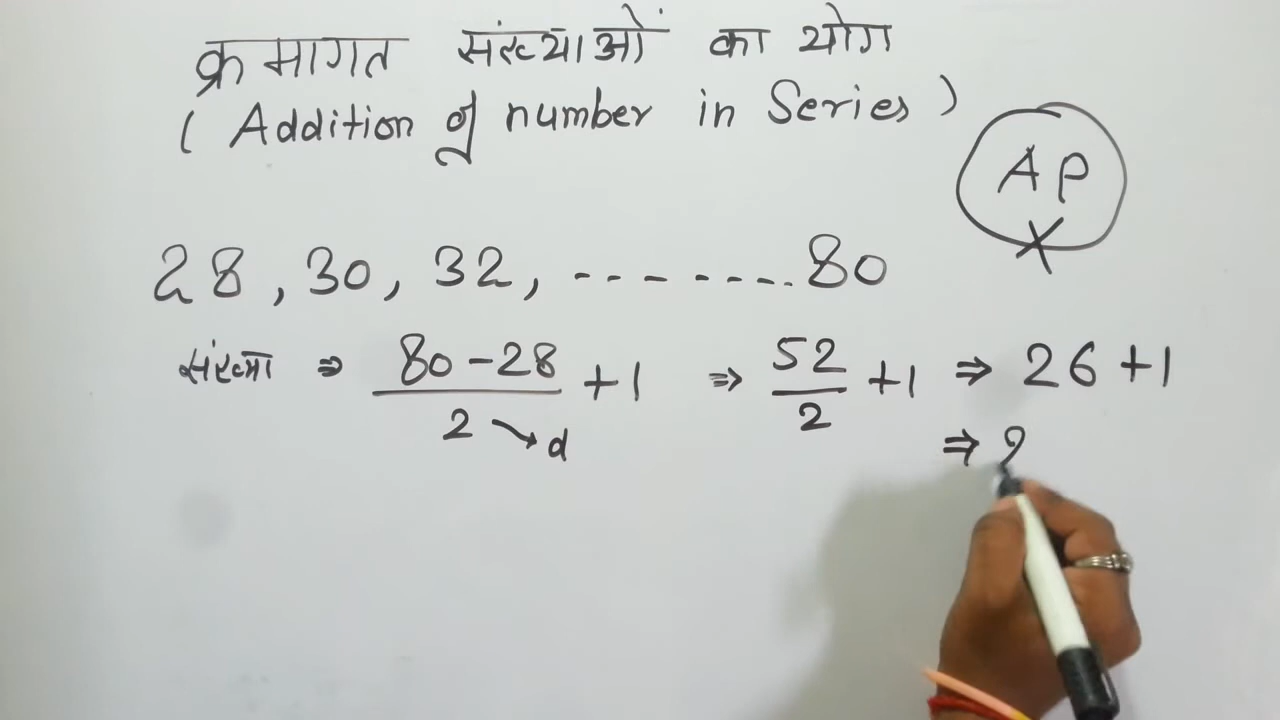 क्रमागत संख्याओं का योग
( Addition of number in Series )
AP
X
28, 30, 32, ------- 80
संख्या ⇒ 80-28/2 +1 ⇒ 52/2 +1 ⇒ 26+1
→ d
⇒ 2